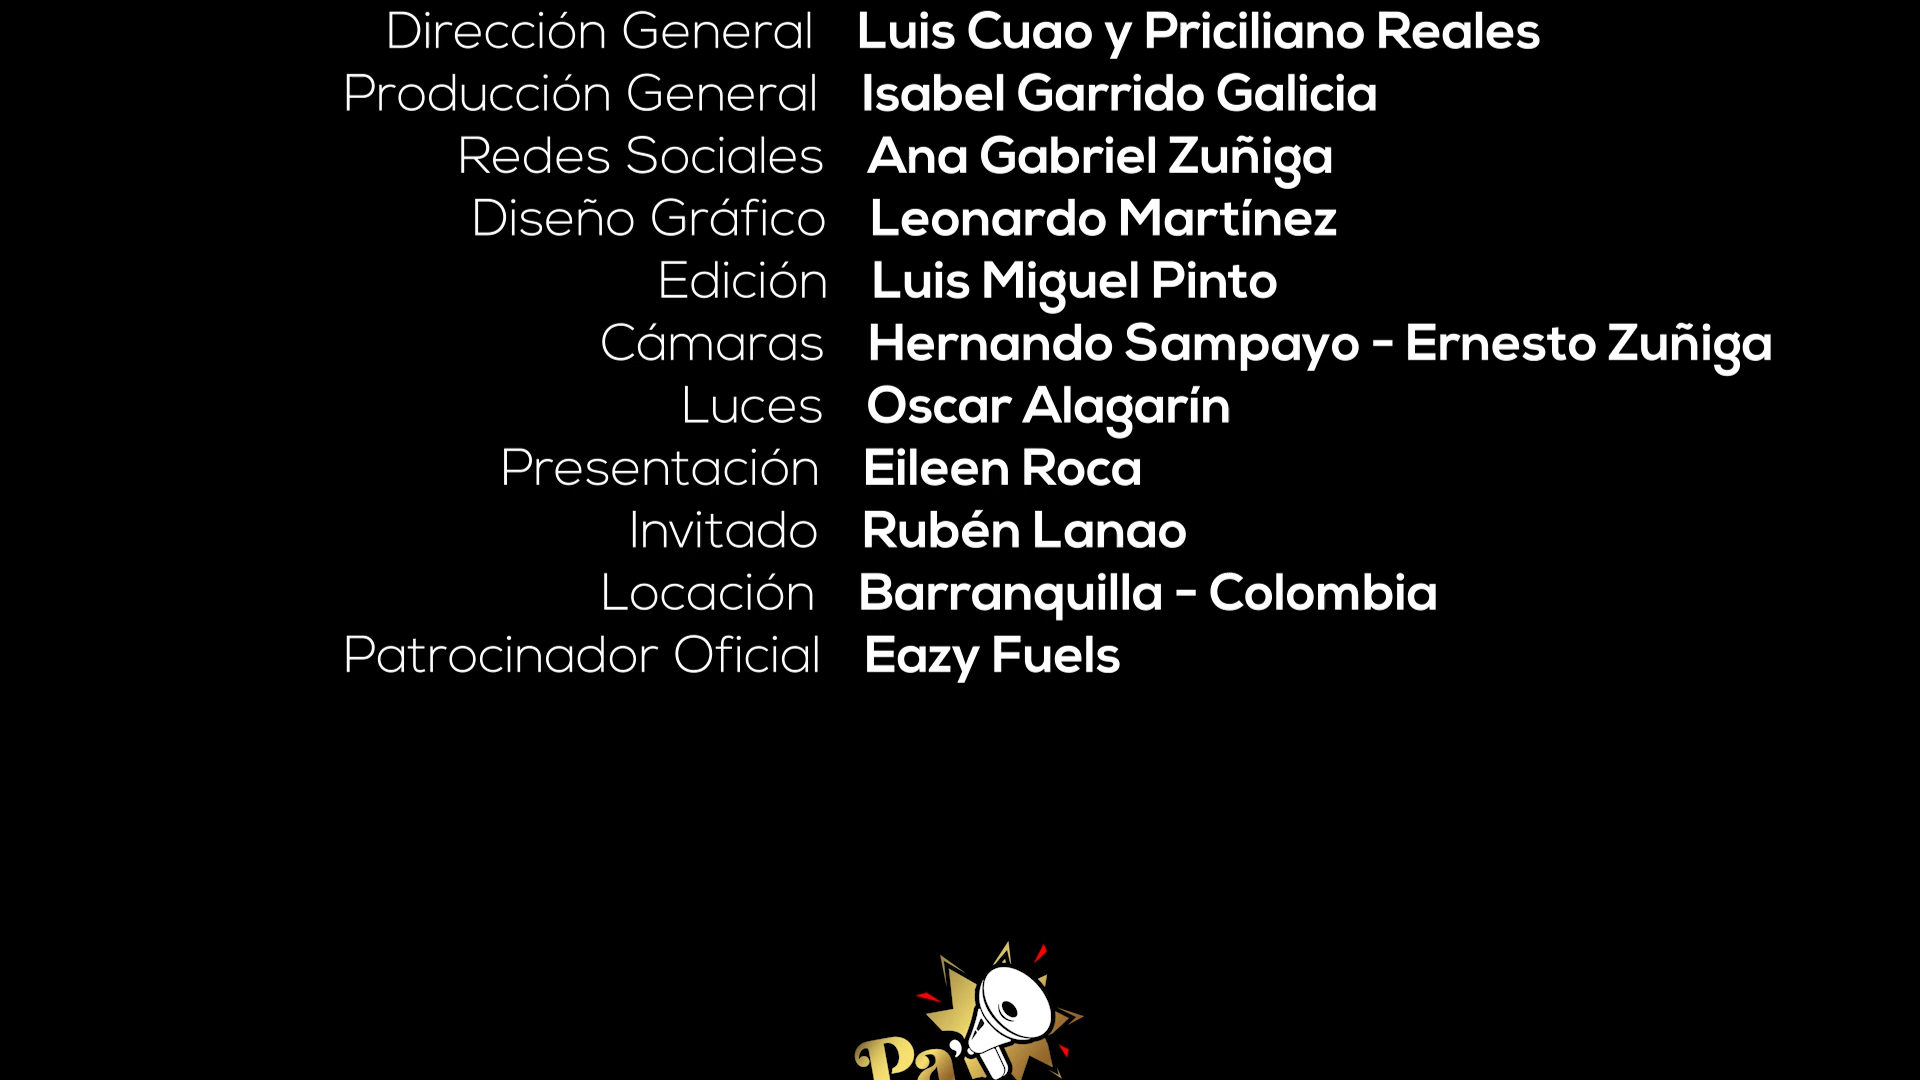 Dirección General Luis Cuao y Priciliano Reales
Producción General Isabel Garrido Galicia
Redes Sociales Ana Gabriel Zuñiga
Diseño Gráfico Leonardo Martínez
Edición Luis Miguel Pinto
Cámaras Hernando Sampayo - Ernesto Zuñiga
Luces Oscar Alagarín
Presentación Eileen Roca
Invitado Rubén Lanao
Locación Barranquilla - Colombia
Patrocinador Oficial Eazy Fuels
Pa'